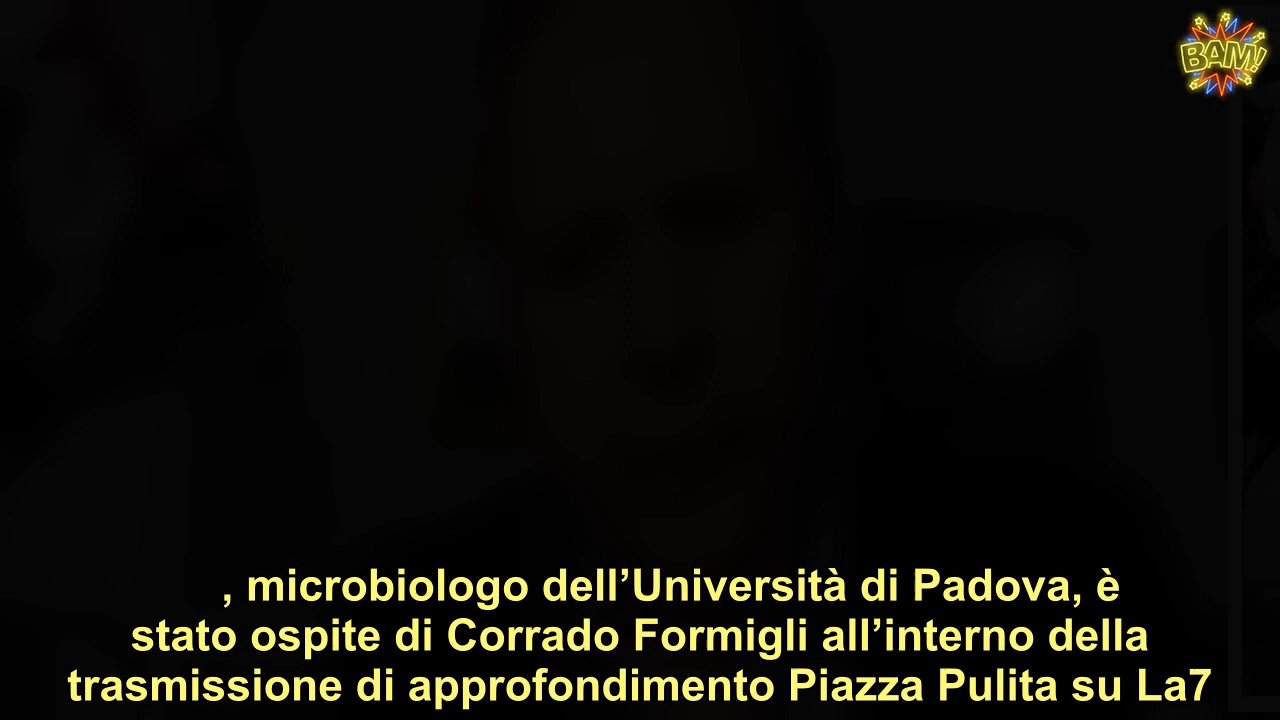 BAM!
, microbiologo dell’Università di Padova, è
stato ospite di Corrado Formigli all’interno della
trasmissione di approfondimento Piazza Pulita su La7